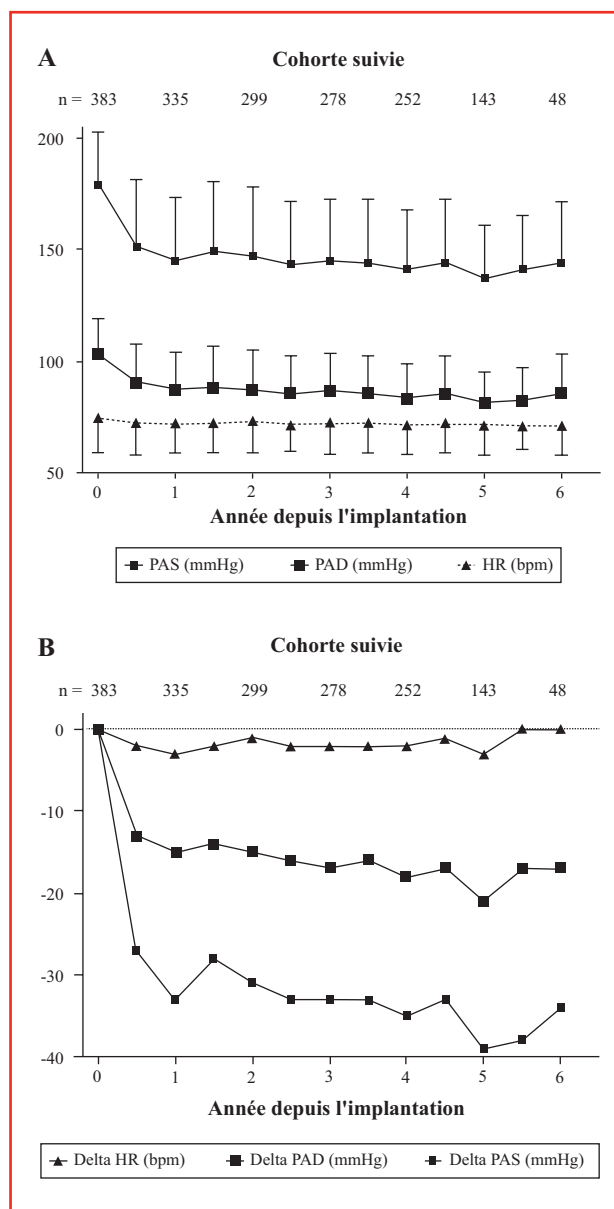 A
Cohorte suivie
n = 383 335 299 278 252 143 48
200
150
100
50
0 1 2 3 4 5 6
Année depuis l'implantation
PAS (mmHg) PAD (mmHg) HR (bpm)
B
Cohorte suivie
n = 383 335 299 278 252 143 48
0
-10
-20
-30
-40
0 1 2 3 4 5 6
Année depuis l'implantation
Delta HR (bpm) Delta PAD (mmHg) Delta PAS (mmHg)